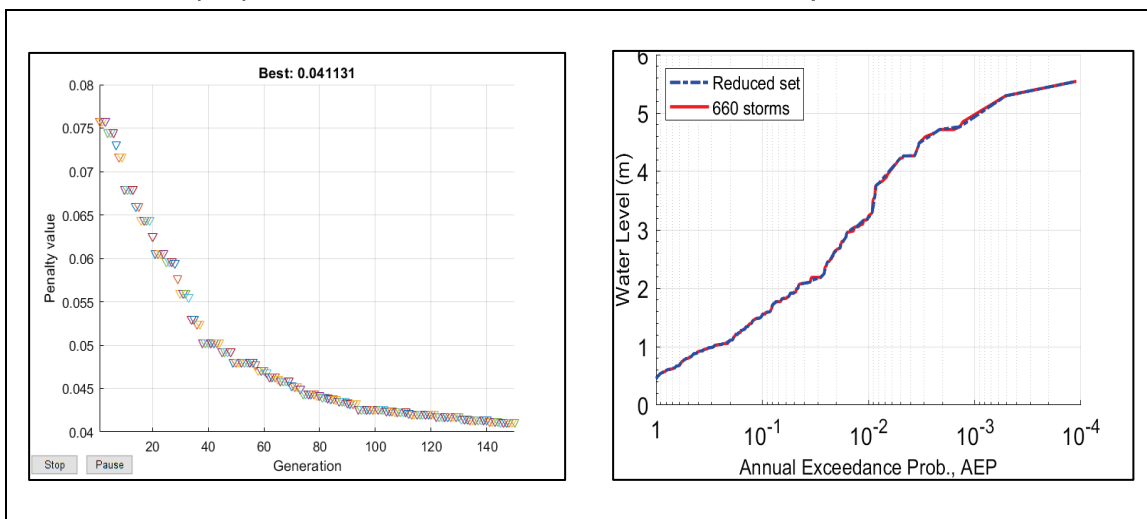 Best: 0.041131
0.08
0.075
0.07
0.065
0.06
0.055
0.05
0.045
0.04
Penalty value
20 40 60 80 100 120 140
Generation
Stop Pause
Reduced set
660 storms
6
5
4
3
2
1
0
Water Level (m)
1 10-1 10-2 10-3 10-4
Annual Exceedance Prob., AEP